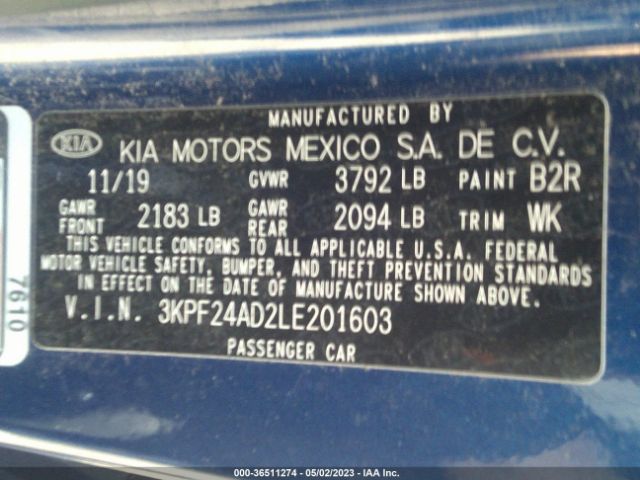 MANUFACTURED BY
KIA KIA MOTORS MEXICO S.A. DE C.V.
11/19 GVWR 3792 LB PAINT B2R
GAWR FRONT 2183 LB GAWR REAR 2094 LB TRIM WK
THIS VEHICLE CONFORMS TO ALL APPLICABLE U.S.A. FEDERAL
MOTOR VEHICLE SAFETY, BUMPER, AND THEFT PREVENTION STANDARDS
IN EFFECT ON THE DATE OF MANUFACTURE SHOWN ABOVE.
V.I.N. 3KPF24AD2LE201603
PASSENGER CAR
7610
000-36511274 - 05/02/2023 - IAA Inc.